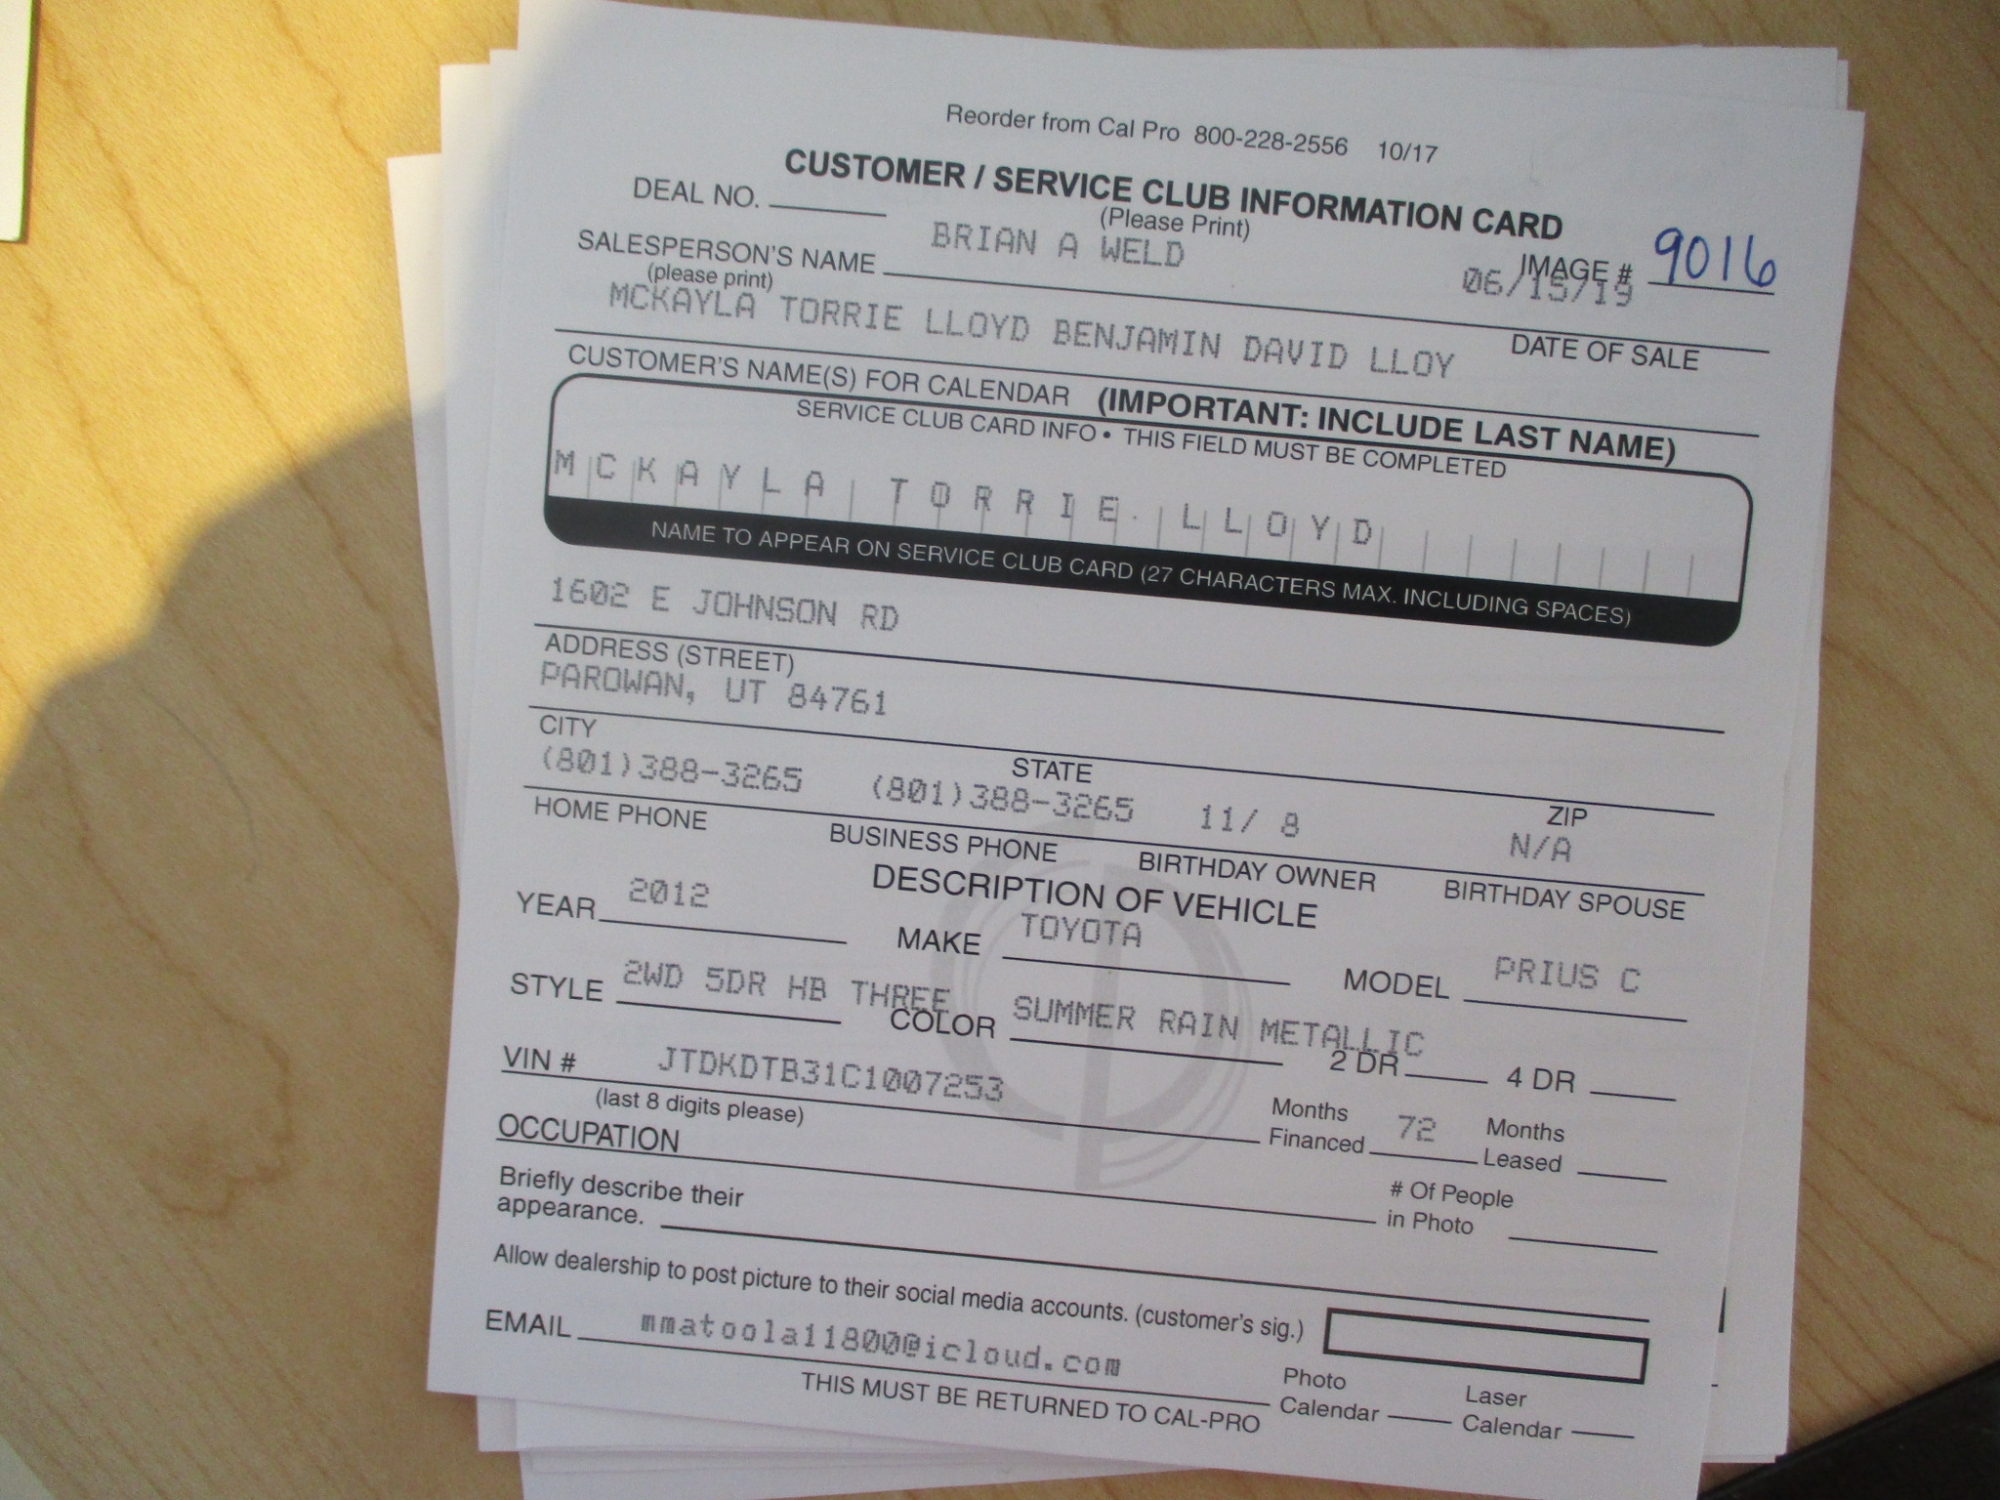 Reorder from Cal Pro 800-228-2556 10/17
CUSTOMER / SERVICE CLUB INFORMATION CARD
(Please Print)
DEAL NO.
SALESPERSON'S NAME BRIAN A WELD
(please print)
IMAGE # 9016
06/15/19
DATE OF SALE
MCKAYLA TORRIE LLOYD BENJAMIN DAVID LLOY
CUSTOMER'S NAME(S) FOR CALENDAR (IMPORTANT: INCLUDE LAST NAME)
SERVICE CLUB CARD INFO • THIS FIELD MUST BE COMPLETED
MCKAYLA TORRIE LLOYD
NAME TO APPEAR ON SERVICE CLUB CARD (27 CHARACTERS MAX. INCLUDING SPACES)
1602 E JOHNSON RD
ADDRESS (STREET)
PAROWAN, UT 84761
CITY STATE ZIP
(801)388-3265 (801)388-3265 11/ 8 N/A
HOME PHONE BUSINESS PHONE BIRTHDAY OWNER BIRTHDAY SPOUSE
DESCRIPTION OF VEHICLE
YEAR 2012 MAKE TOYOTA MODEL PRIUS C
STYLE 2WD 5DR HB THREE COLOR SUMMER RAIN METALLIC 2 DR 4 DR
VIN # JTDKDTB31C1007253
(last 8 digits please)
Months Financed 72 Months Leased
OCCUPATION
# Of People in Photo
Briefly describe their
appearance.
Allow dealership to post picture to their social media accounts. (customer's sig.)
EMAIL mmatoola11800@icloud.com
Photo Calendar Laser Calendar
THIS MUST BE RETURNED TO CAL-PRO